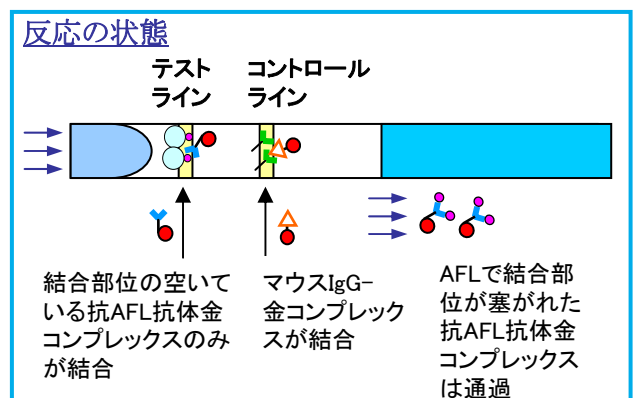 反応の状態
テスト
ライン
コントロール
ライン
結合部位の空いて
いる抗AFL抗体金
コンプレックスのみ
が結合
マウスIgG-
金コンプレック
スが結合
AFLで結合部
位が塞がれた
抗AFL抗体金
コンプレックス
は通過